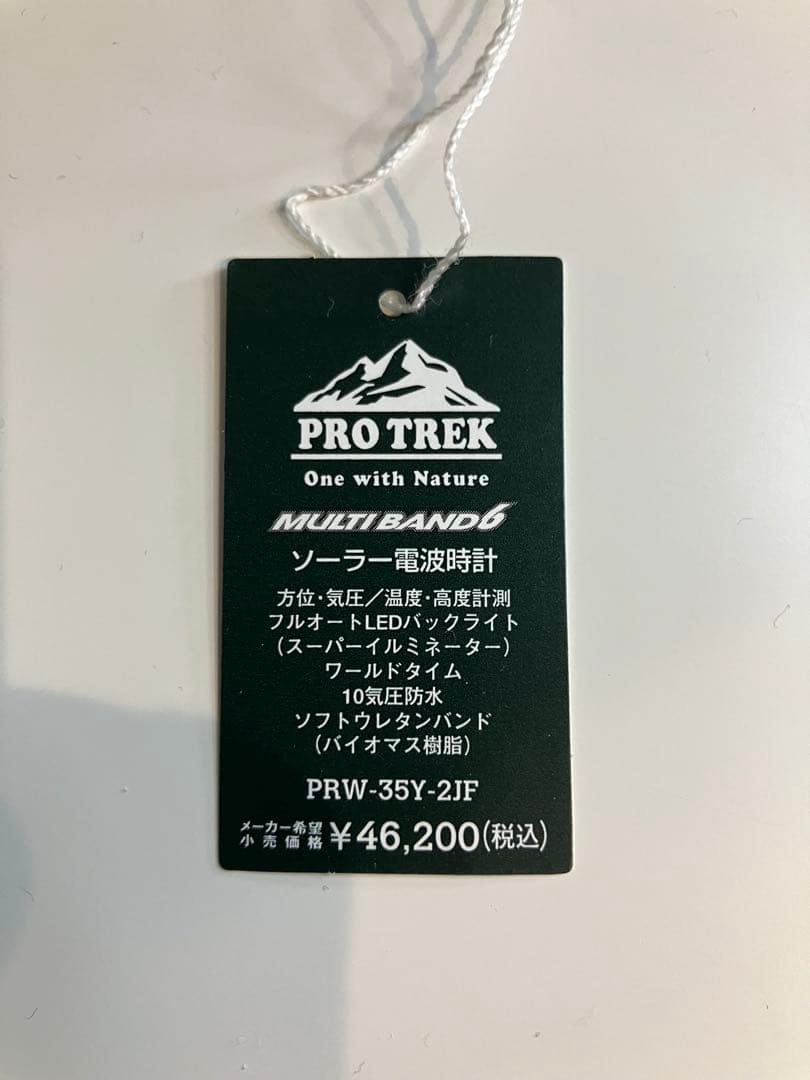 PRO TREK
One with Nature
MULTI BAND 6
ソーラー電波時計
方位・気圧／温度・高度計測
フルオートLEDバックライト
(スーパーイルミネーター)
ワールドタイム
10気圧防水
ソフトウレタンバンド
(バイオマス樹脂)
PRW-35Y-2JF
メーカー希望小売価格 ￥46,200(税込)